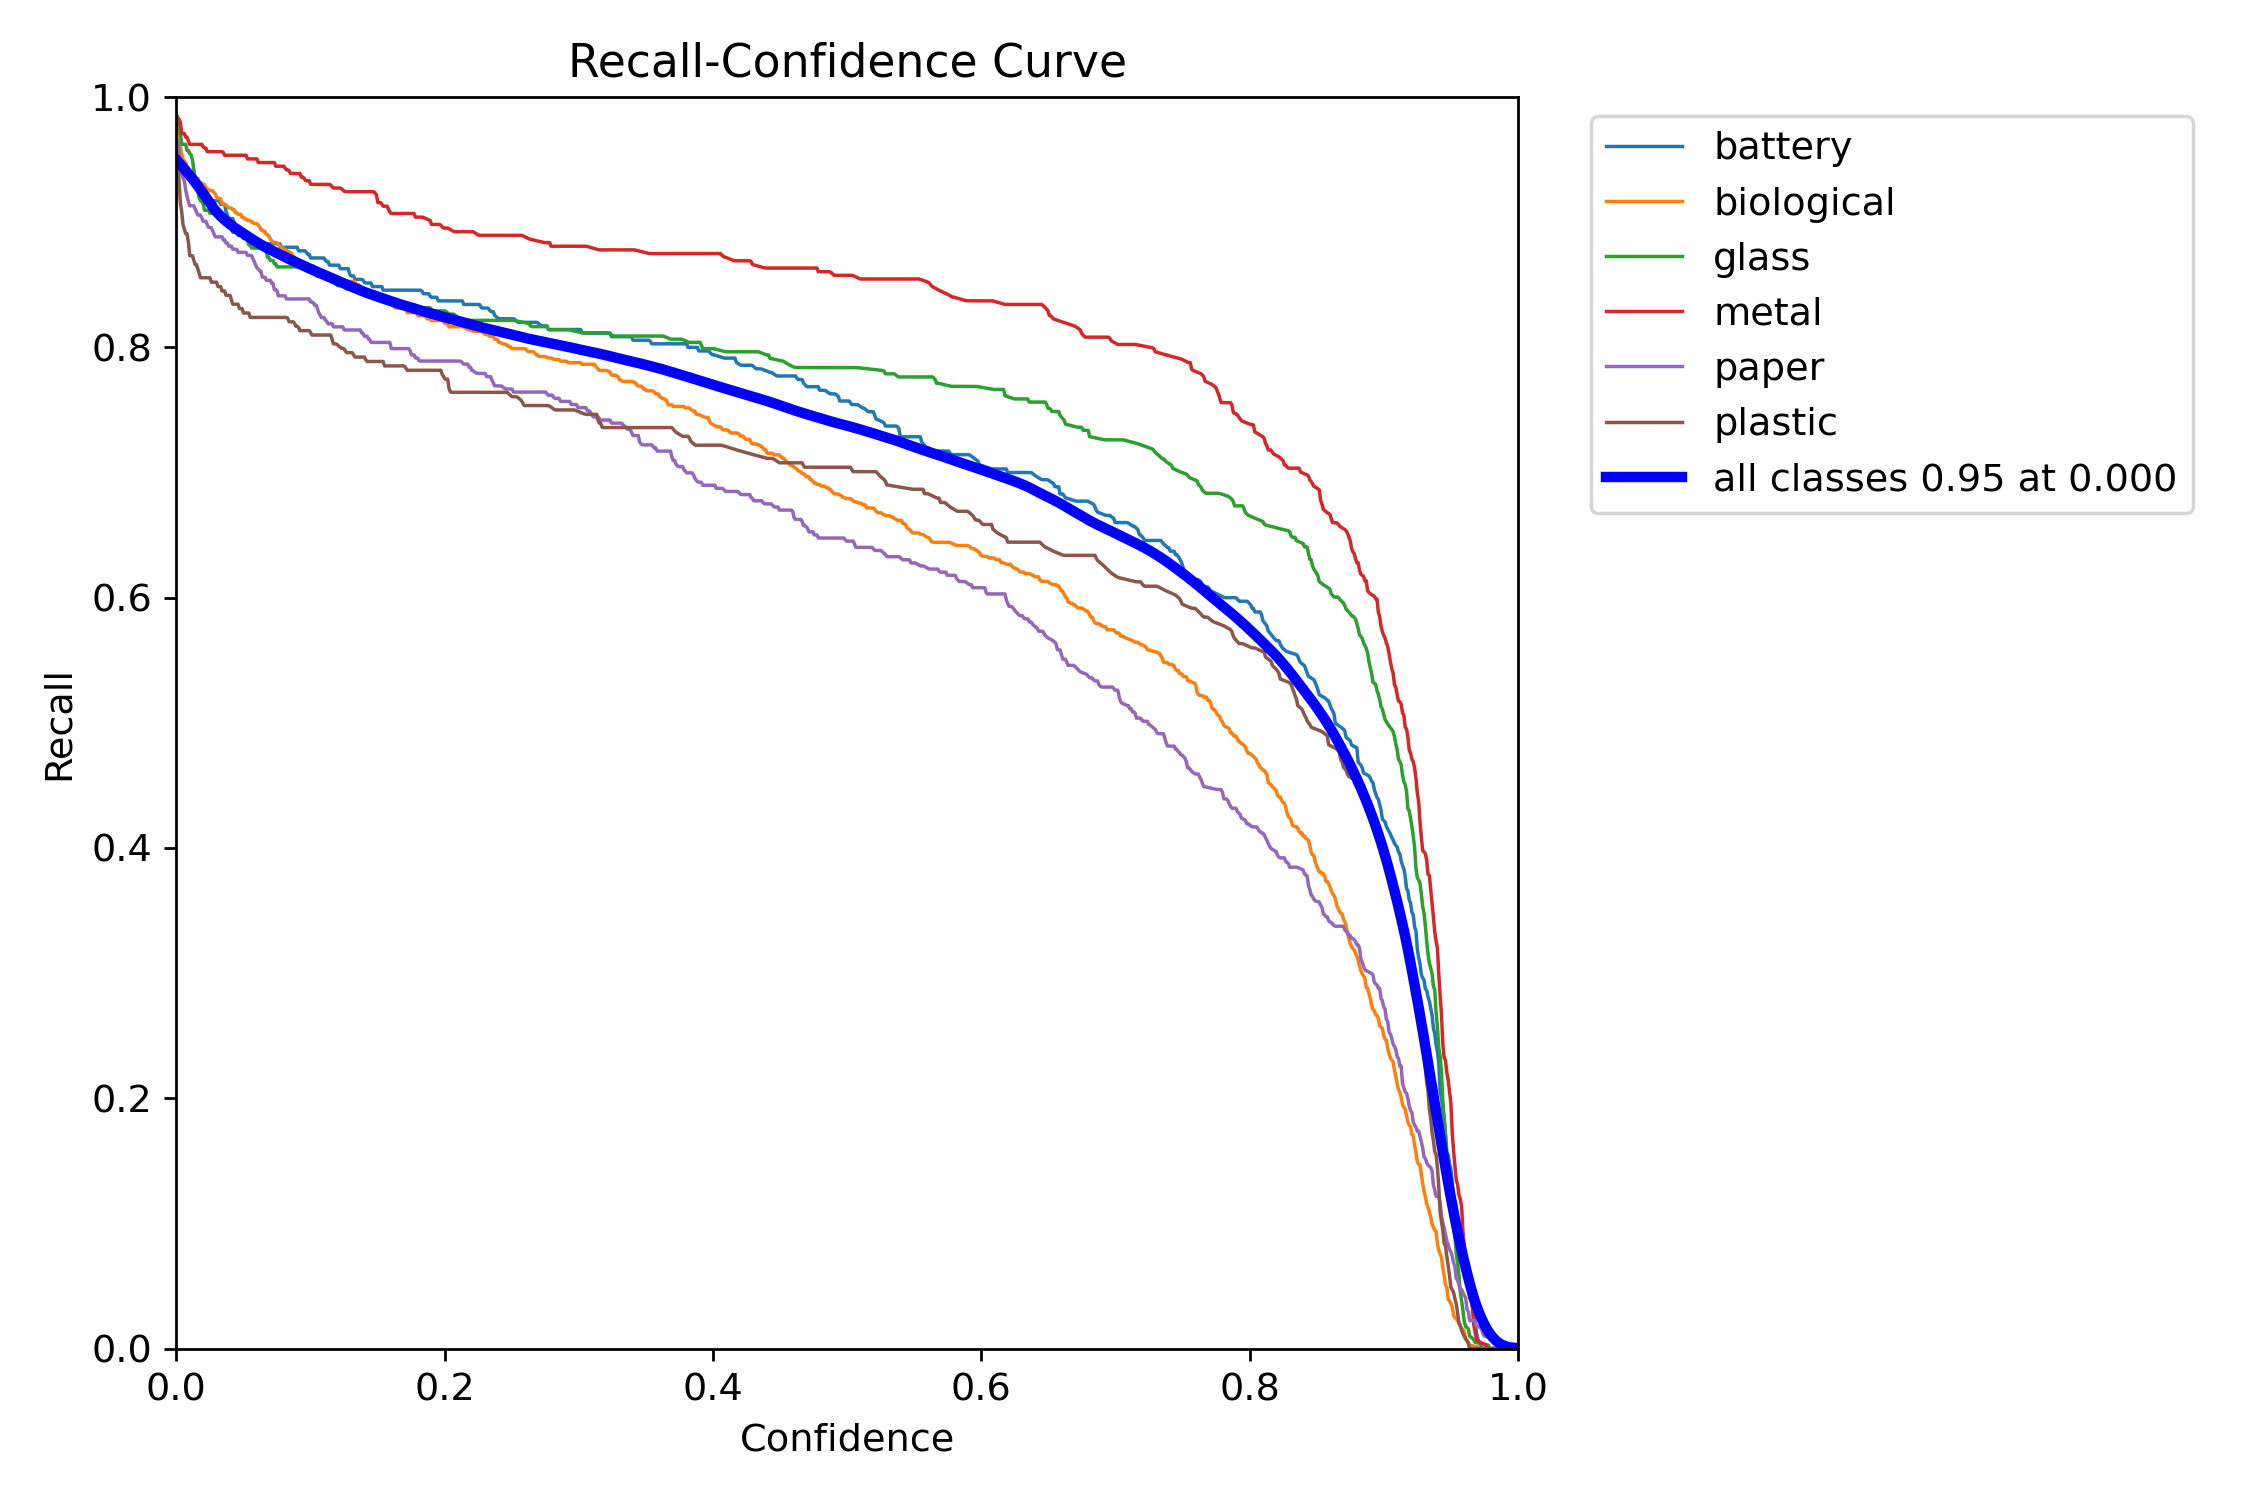 Recall-Confidence Curve
1.0
0.8
0.6
0.4
0.2
0.0
Recall
0.0 0.2 0.4 0.6 0.8 1.0
Confidence
battery
biological
glass
metal
paper
plastic
all classes 0.95 at 0.000